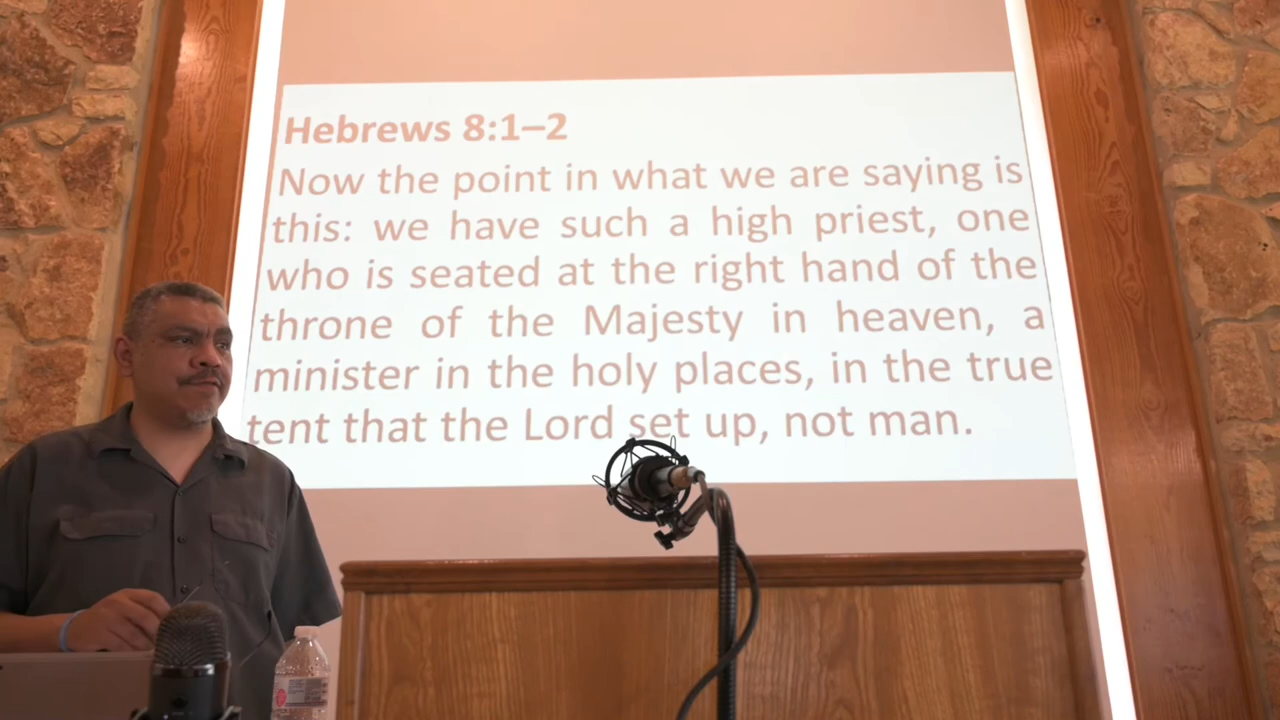 Hebrews 8:1–2
Now the point in what we are saying is
this: we have such a high priest, one
who is seated at the right hand of the
throne of the Majesty in heaven, a
minister in the holy places, in the true
tent that the Lord set up, not man.